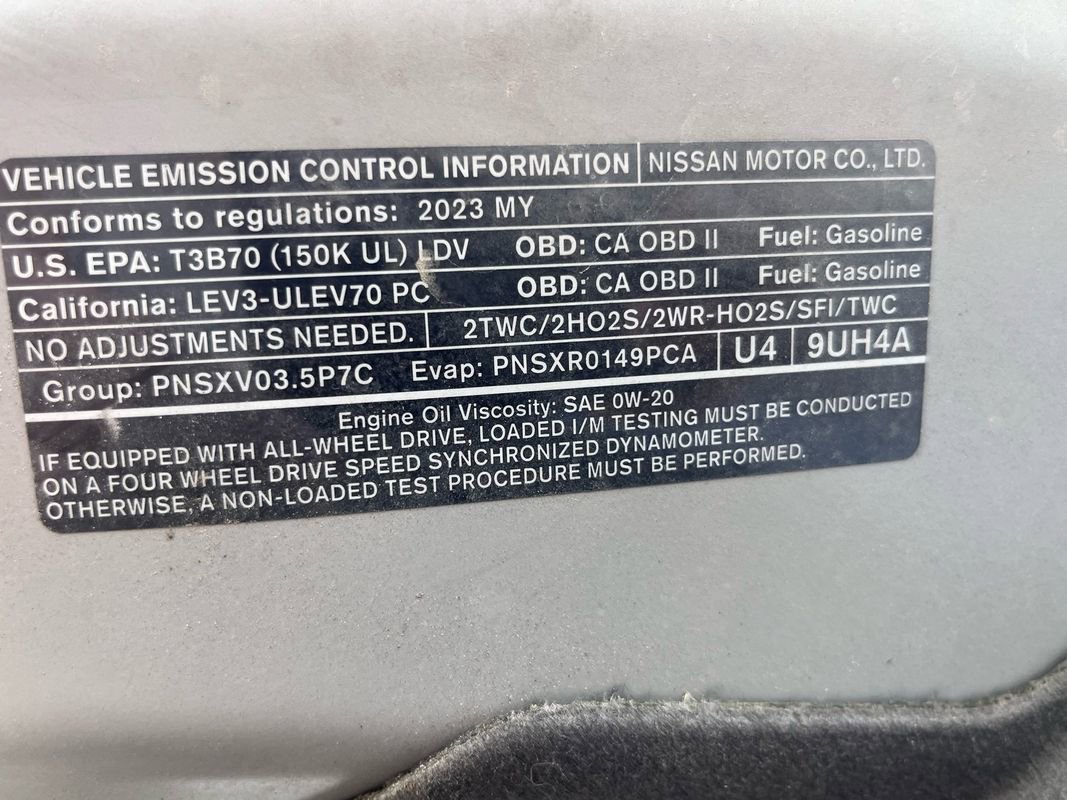 VEHICLE EMISSION CONTROL INFORMATION NISSAN MOTOR CO., LTD.
Conforms to regulations: 2023 MY
U.S. EPA: T3B70 (150K UL) LDV OBD: CA OBD II Fuel: Gasoline
California: LEV3-ULEV70 PC OBD: CA OBD II Fuel: Gasoline
NO ADJUSTMENTS NEEDED. 2TWC/2HO2S/2WR-HO2S/SFI/TWC
Group: PNSXV03.5P7C Evap: PNSXR0149PCA U4 9UH4A
Engine Oil Viscosity: SAE 0W-20
IF EQUIPPED WITH ALL-WHEEL DRIVE, LOADED I/M TESTING MUST BE CONDUCTED
ON A FOUR WHEEL DRIVE SPEED SYNCHRONIZED DYNAMOMETER.
OTHERWISE, A NON-LOADED TEST PROCEDURE MUST BE PERFORMED.